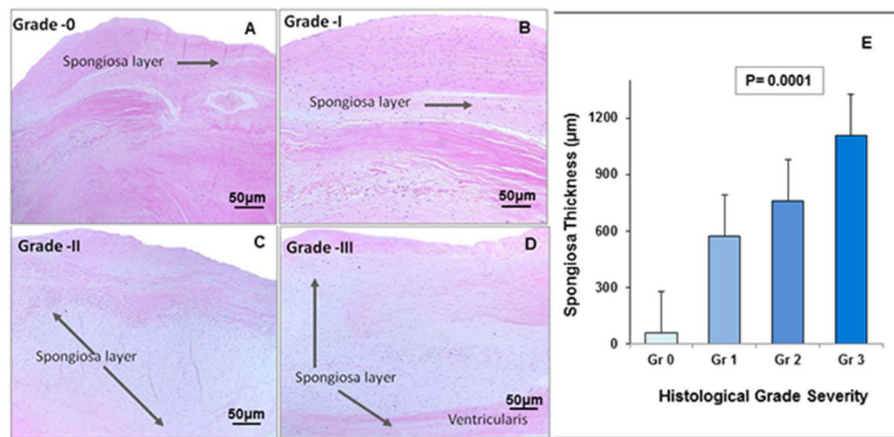 Grade -0
A
Spongiosa layer
50µm
Grade-I
B
Spongiosa layer
50µm
Grade-II
C
Spongiosa layer
50µm
Grade-III
D
Spongiosa layer
Ventricularis
50µm
E
P= 0.0001
Spongiosa Thickness (µm)
1200
900
600
300
0
Gr 0 Gr 1 Gr 2 Gr 3
Histological Grade Severity